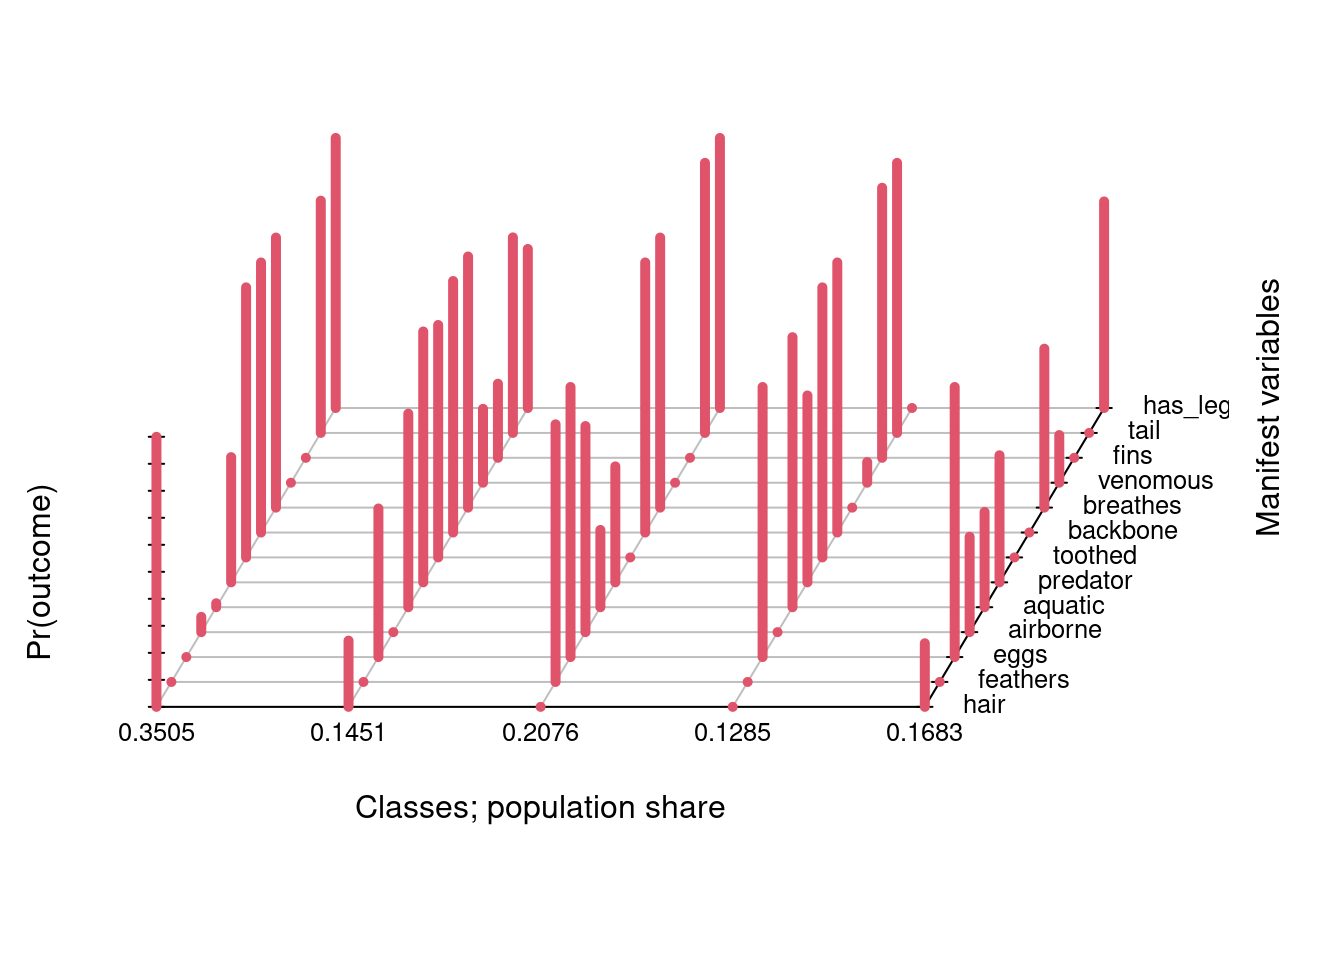 has_leg
tail
fins
venomous
breathes
backbone
toothed
predator
aquatic
airborne
eggs
feathers
hair
Manifest variables
Pr(outcome)
0.3505 0.1451 0.2076 0.1285 0.1683
Classes; population share